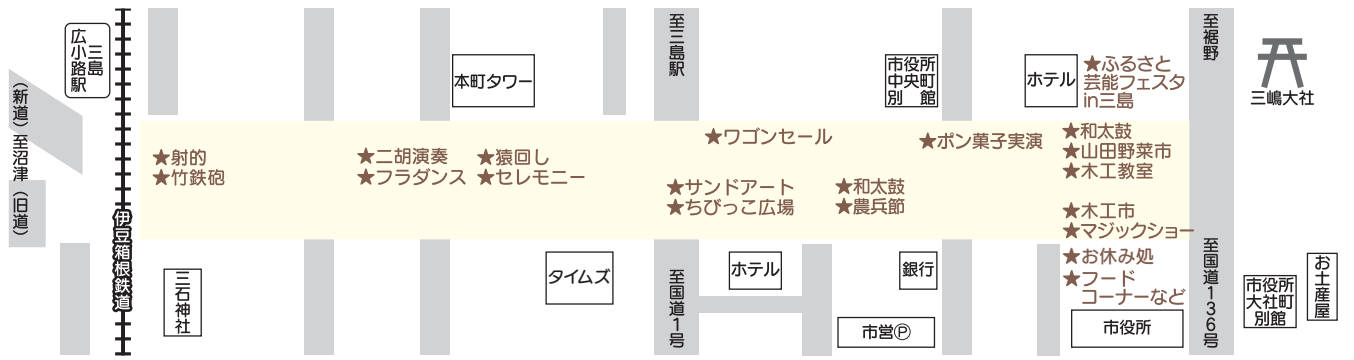 三島
広小路駅
(新道)至沼津(旧道)
伊豆箱根鉄道
三石神社
★射的
★竹鉄砲
★二胡演奏
★フラダンス
本町タワー
★猿回し
★セレモニー
タイムズ
至三島駅
★ワゴンセール
★サンドアート
★ちびっこ広場
至国道1号
ホテル
★和太鼓
★農兵節
市役所
中央町
別館
★ポン菓子実演
銀行
市営Ⓟ
ホテル
★ふるさと
芸能フェスタ
in三島
★和太鼓
★山田野菜市
★木工教室
★木工市
★マジックショー
★お休み処
★フード
コーナーなど
市役所
至裾野
至国道136号
三嶋大社
市役所
大社町
別館
お土産屋